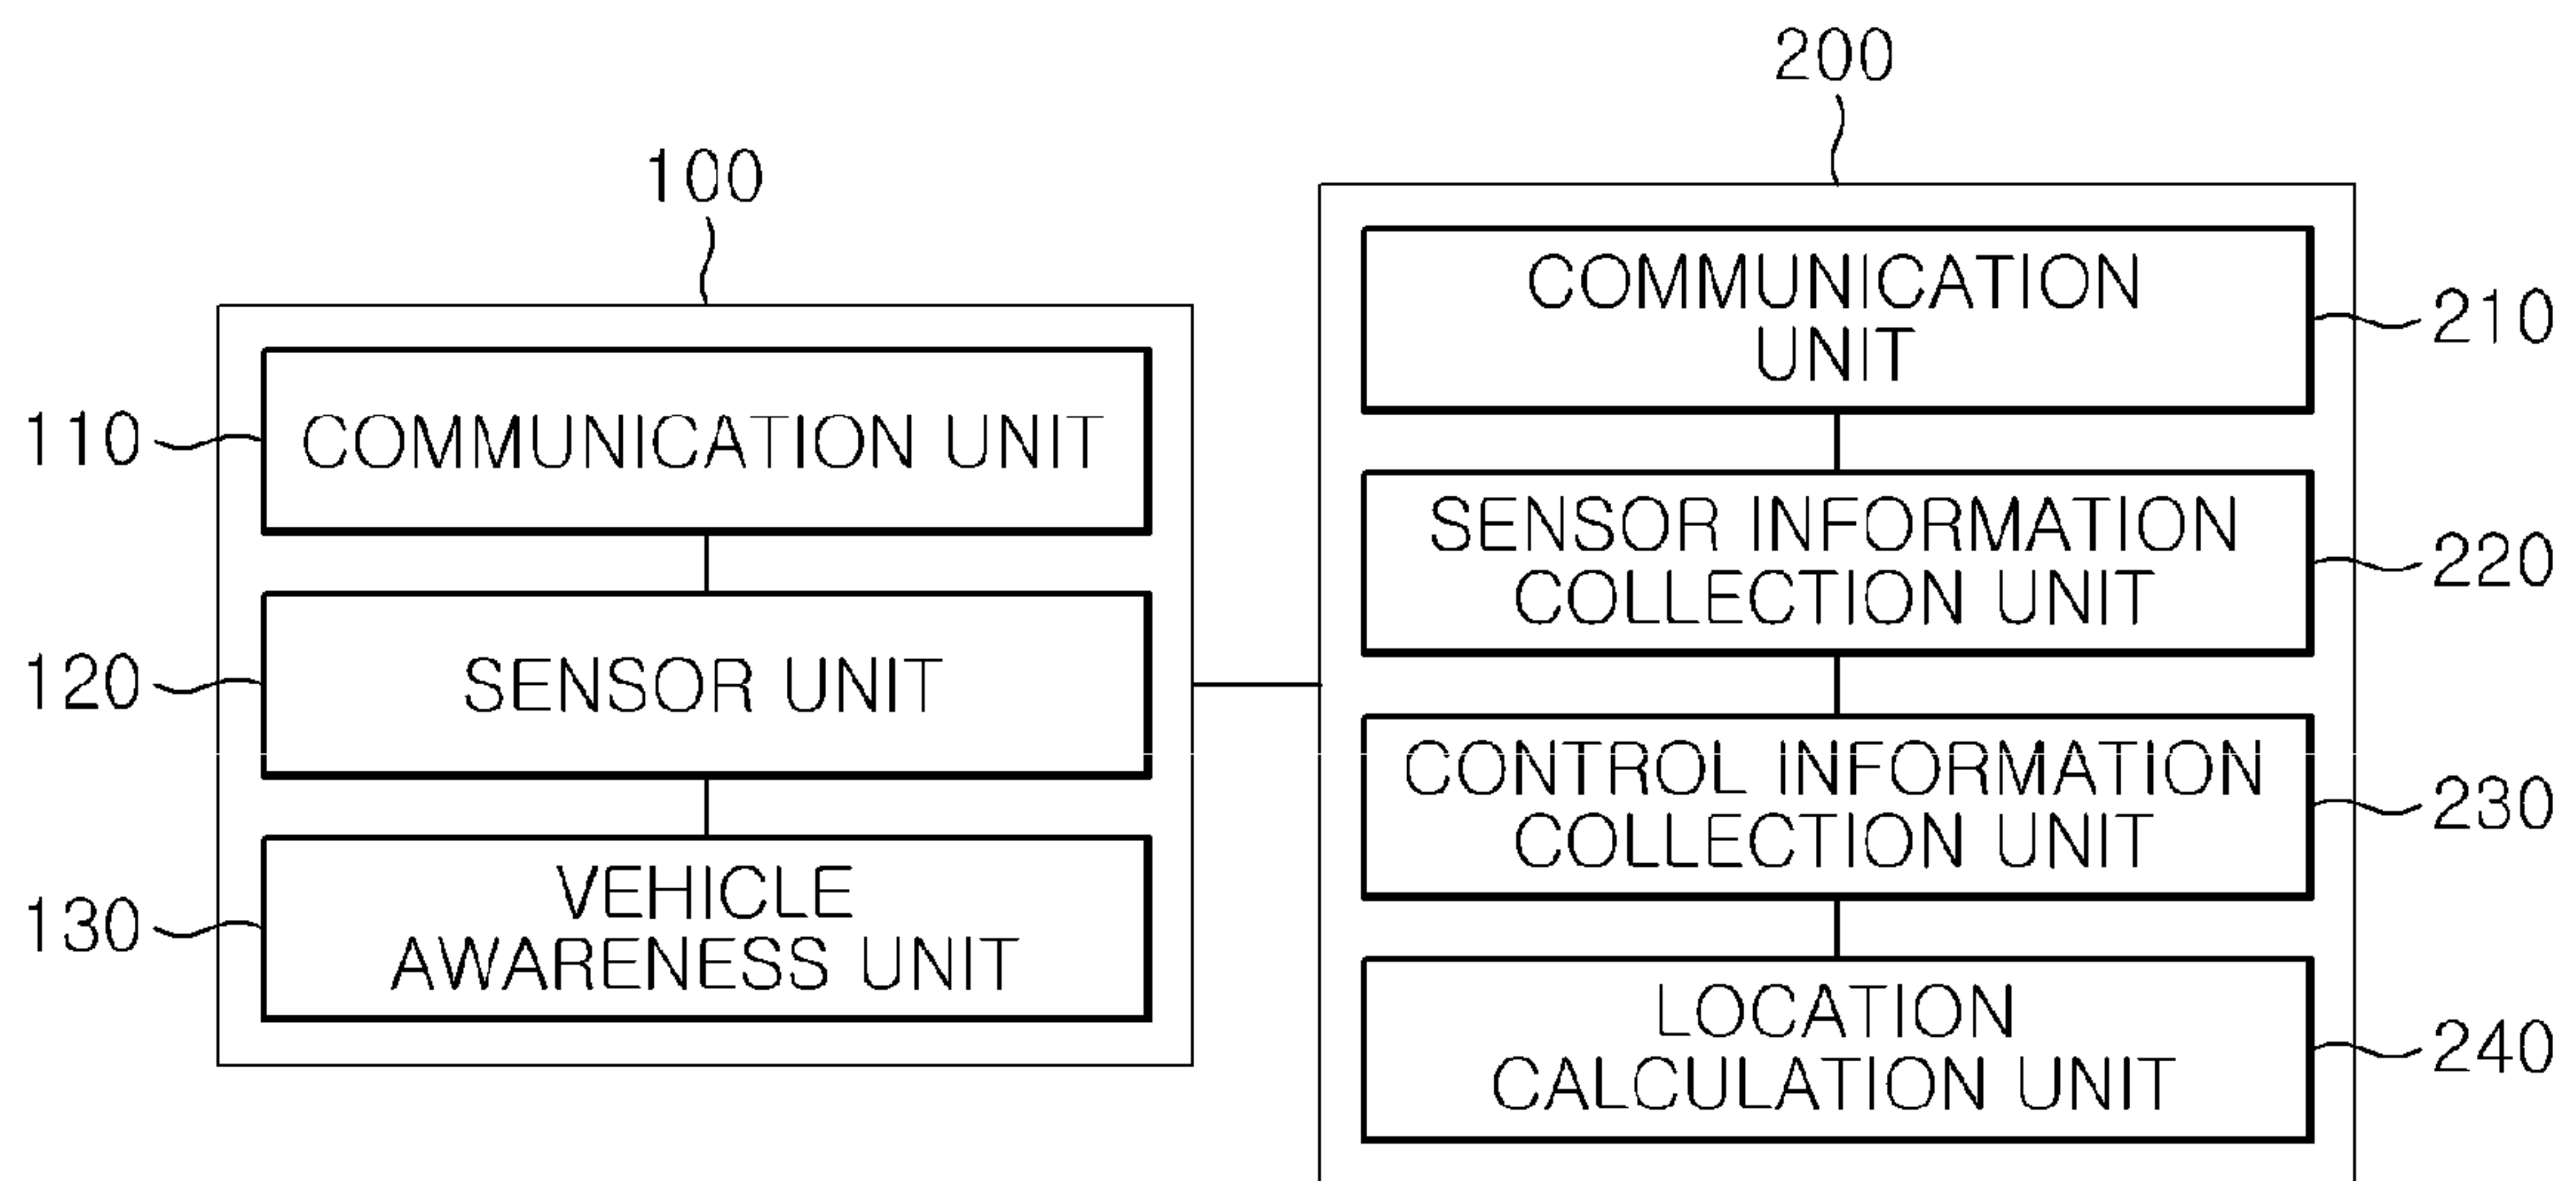 200
100
COMMUNICATION
UNIT
210
110
COMMUNICATION UNIT
SENSOR INFORMATION
COLLECTION UNIT
220
120
SENSOR UNIT
CONTROL INFORMATION
COLLECTION UNIT
230
130
VEHICLE
AWARENESS UNIT
LOCATION
CALCULATION UNIT
240